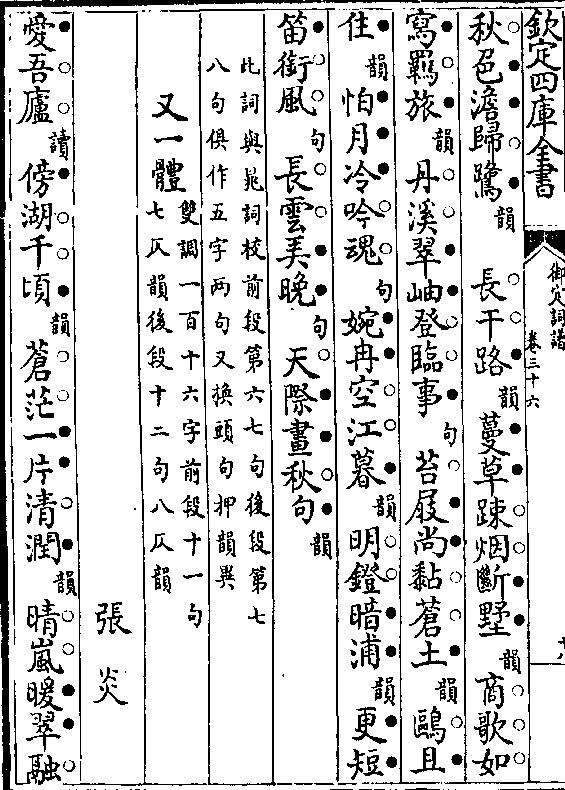 欽定四庫全書
御定詞譜
卷三十六
十八
秋色澹歸鷺韻長干路韻蔓草踈烟斷墅韻商歌如
寫羈旅韻丹溪翠岫登臨事句苔屐尚黏蒼土韻鷗且
住韻怕月冷吟魂句婉冉空江暮韻明鐙暗浦韻更短
笛銜風句長雲弄晚句天際畫秋句韻
此詞與晁詞校前段第六七句後段第七
八句俱作五字兩句又換頭句押韻異
又一體雙調一百十六字前段十一句
七仄韻後段十二句八仄韻
張炎
愛吾廬讀傍湖千頃韻蒼茫一片清潤韻晴嵐暖翠融